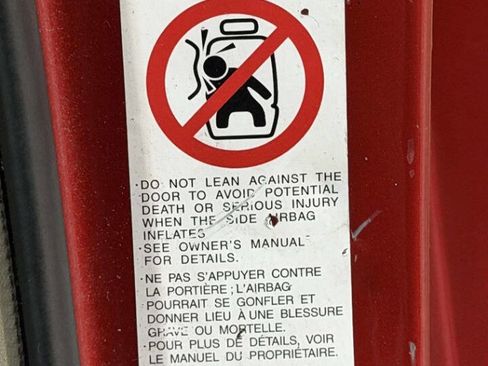 ·DO NOT LEAN AGAINST THE
DOOR TO AVOID POTENTIAL
DEATH OR SERIOUS INJURY
WHEN THE SIDE AIRBAG
INFLATES
·SEE OWNER'S MANUAL
FOR DETAILS.
·NE PAS S'APPUYER CONTRE
LA PORTIÈRE ; L'AIRBAG
POURRAIT SE GONFLER ET
DONNER LIEU À UNE BLESSURE
GRAVE OU MORTELLE.
·POUR PLUS DE DÉTAILS, VOIR
LE MANUEL DU PROPRIÉTAIRE.